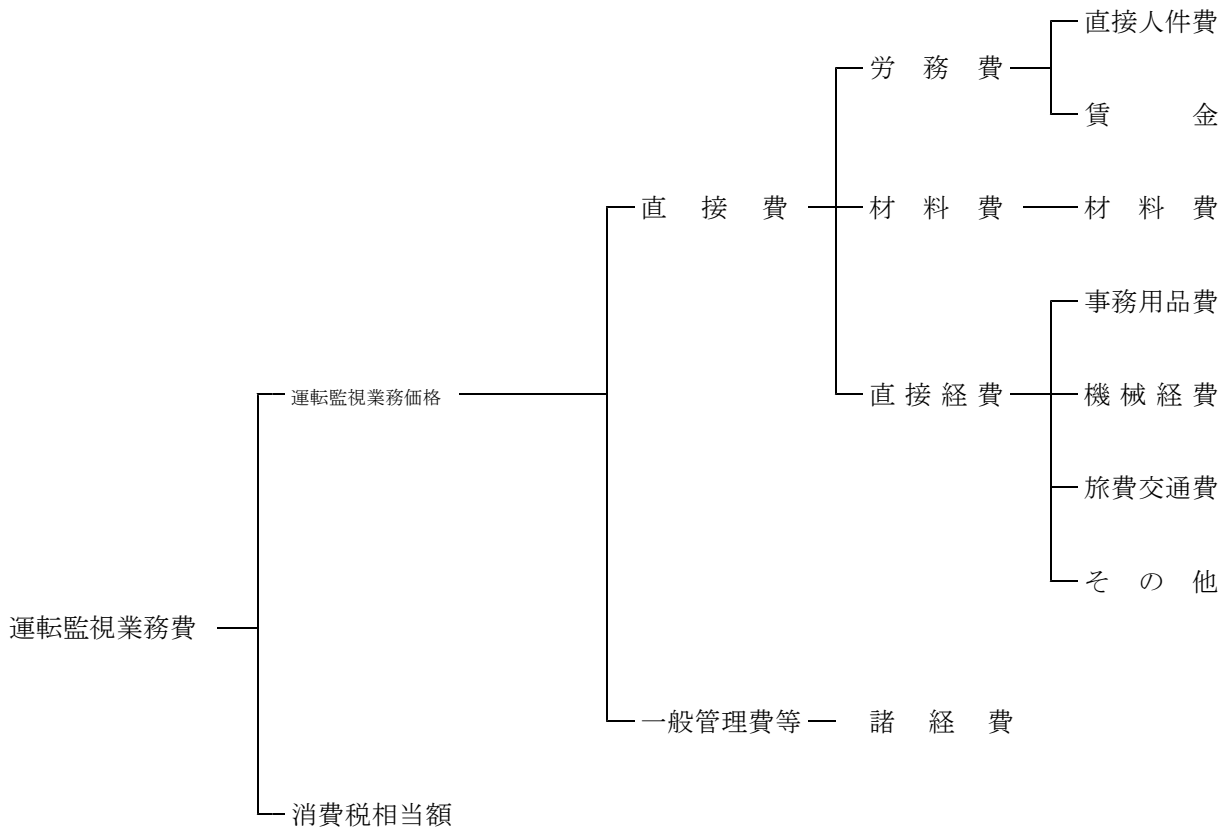 直接人件費
労務費
賃金
直接費
材料費
材料費
事務用品費
運転監視業務価格
直接経費
機械経費
旅費交通費
その他
運転監視業務費
一般管理費等
諸経費
消費税相当額